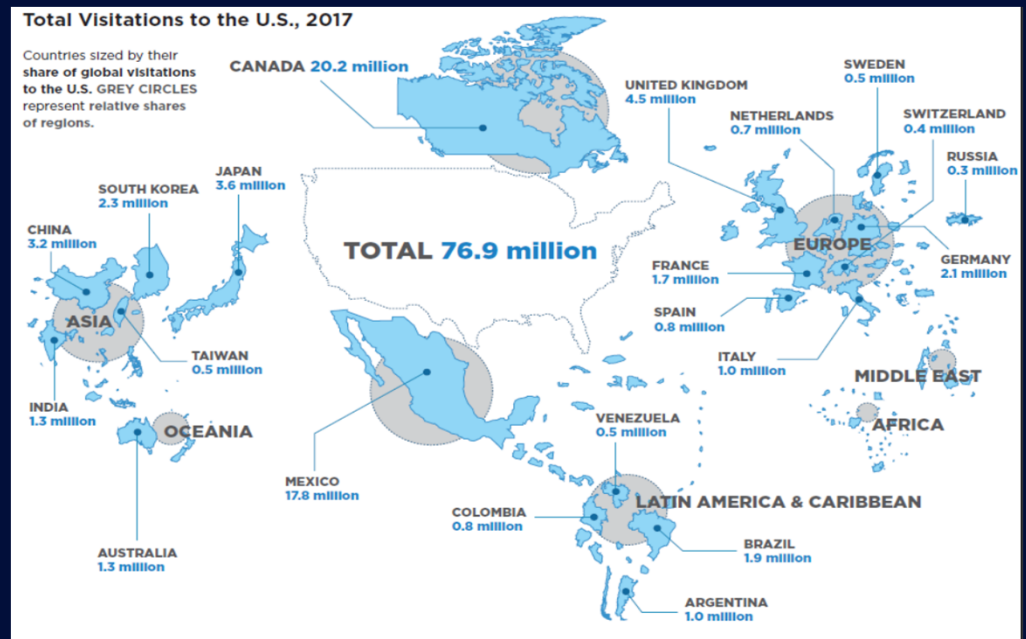 Total Visitations to the U.S., 2017
Countries sized by their
share of global visitations
to the U.S. GREY CIRCLES
represent relative shares
of regions.
CANADA 20.2 million
UNITED KINGDOM
4.5 million
SWEDEN
0.5 million
NETHERLANDS
0.7 million
SWITZERLAND
0.4 million
RUSSIA
0.3 million
JAPAN
3.6 million
SOUTH KOREA
2.3 million
CHINA
3.2 million
TOTAL 76.9 million
EUROPE
GERMANY
2.1 million
FRANCE
1.7 million
SPAIN
0.8 million
ITALY
1.0 million
ASIA
TAIWAN
0.5 million
INDIA
1.3 million
OCEANIA
MIDDLE EAST
AFRICA
VENEZUELA
0.5 million
MEXICO
17.8 million
COLOMBIA
0.8 million
LATIN AMERICA & CARIBBEAN
BRAZIL
1.9 million
AUSTRALIA
1.3 million
ARGENTINA
1.0 million